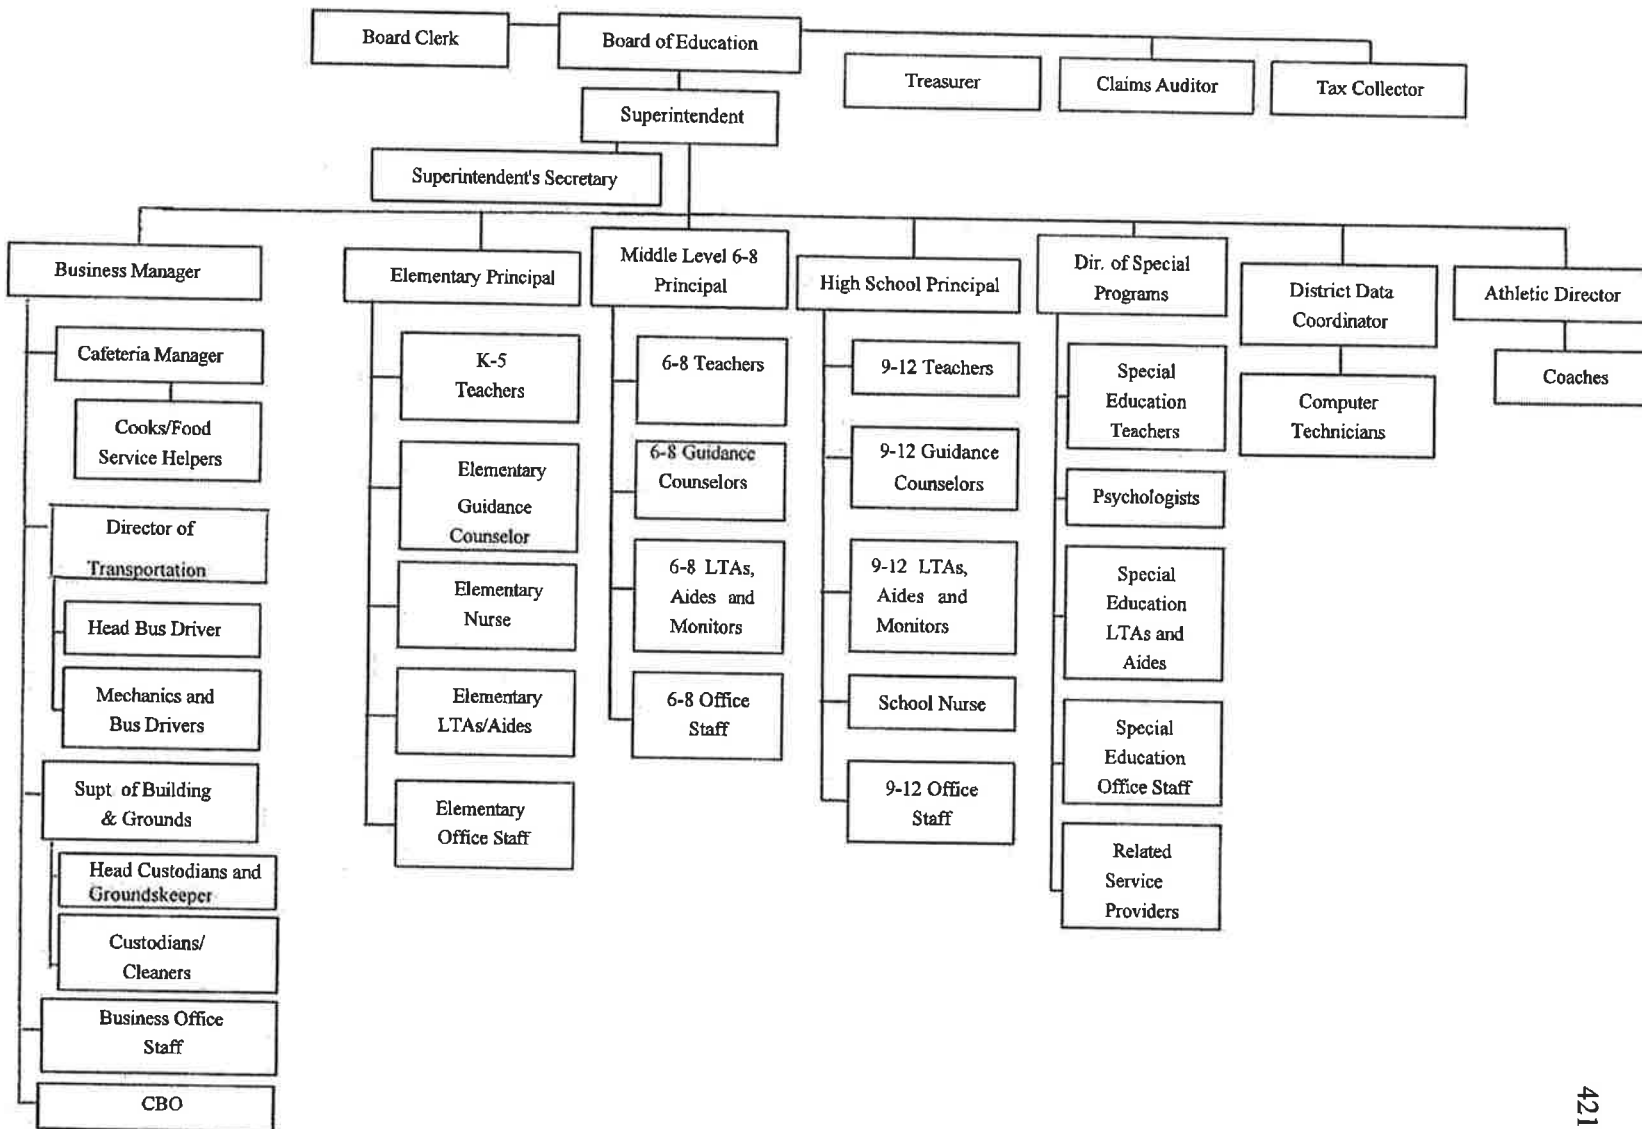 Board Clerk
Board of Education
Treasurer
Claims Auditor
Tax Collector
Superintendent
Superintendent's Secretary
Business Manager
Elementary Principal
Middle Level 6-8
Principal
High School Principal
Dir. of Special
Programs
District Data
Coordinator
Athletic Director
Cafeteria Manager
Cooks/Food
Service Helpers
Director of
Transportation
Head Bus Driver
Mechanics and
Bus Drivers
Supt. of Building
& Grounds
Head Custodians and
Groundskeeper
Custodians/
Cleaners
Business Office
Staff
CBO
K-5
Teachers
Elementary
Guidance
Counselor
Elementary
Nurse
Elementary
LTAs/Aides
Elementary
Office Staff
6-8 Teachers
6-8 Guidance
Counselors
6-8 LTAs,
Aides and
Monitors
6-8 Office
Staff
9-12 Teachers
9-12 Guidance
Counselors
9-12 LTAs,
Aides and
Monitors
School Nurse
9-12 Office
Staff
Special
Education
Teachers
Psychologists
Special
Education
LTAs and
Aides
Special
Education
Office Staff
Related
Service
Providers
Computer
Technicians
Coaches
421